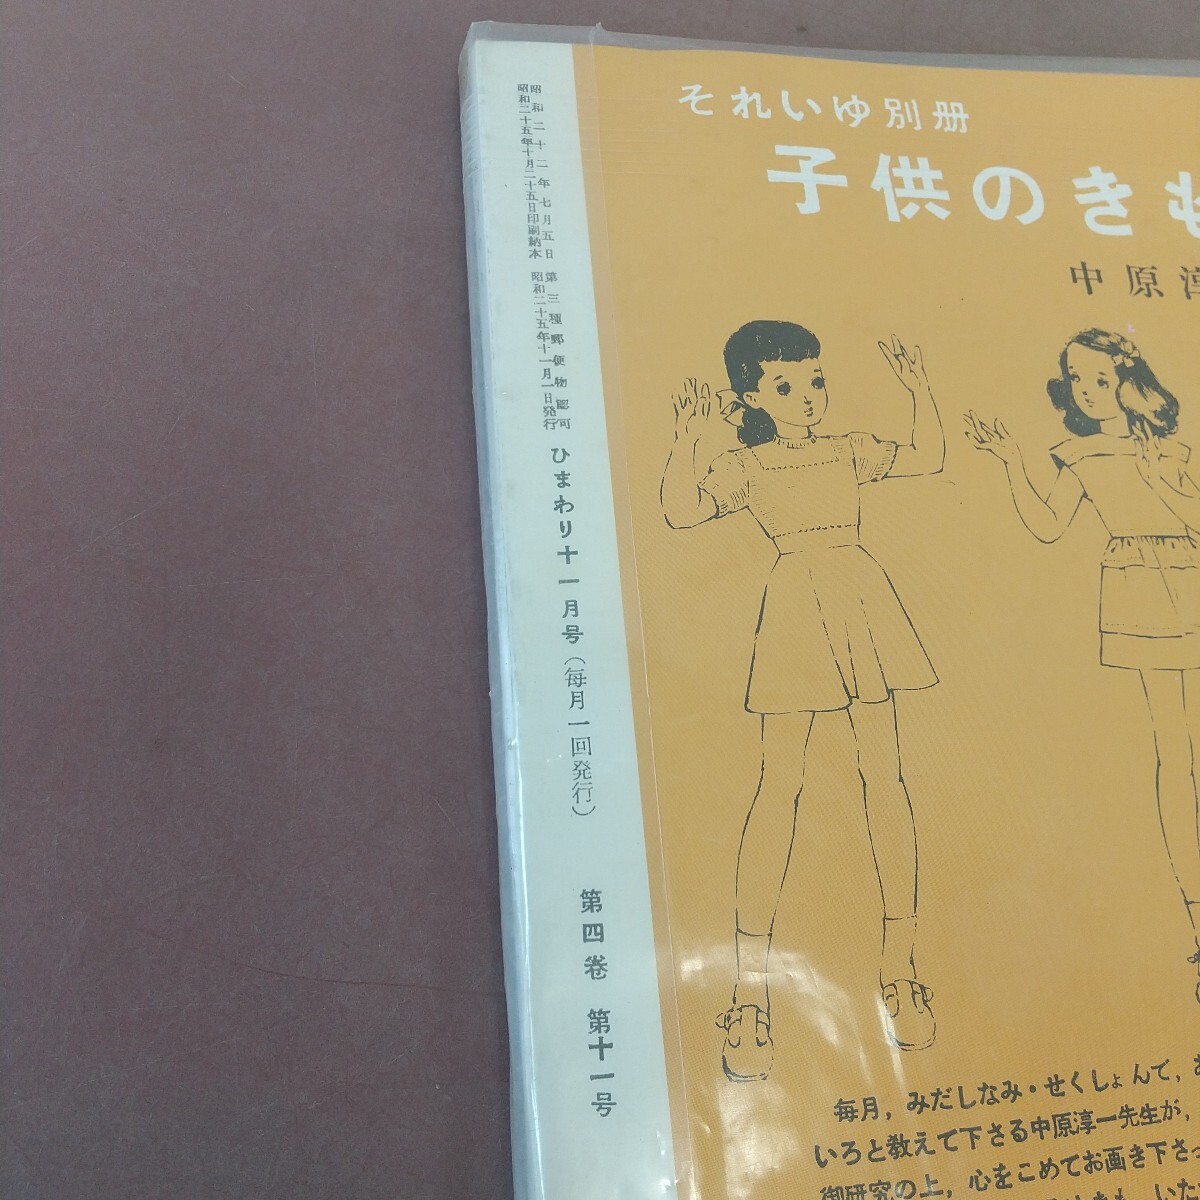 昭和二十二年七月五日 第三種郵便物認可
昭和二十五年十月二十五日印刷納本 昭和二十五年十一月一日発行
ひまわり十一月号(毎月一回発行)
第四巻 第十一号
それいゆ別册
子供のきも
中原淳
毎月，みだしなみ・せくしょんで，お
いろと教えて下さる中原淳一先生が，
御研究の上，心をこめてお画き下さっ